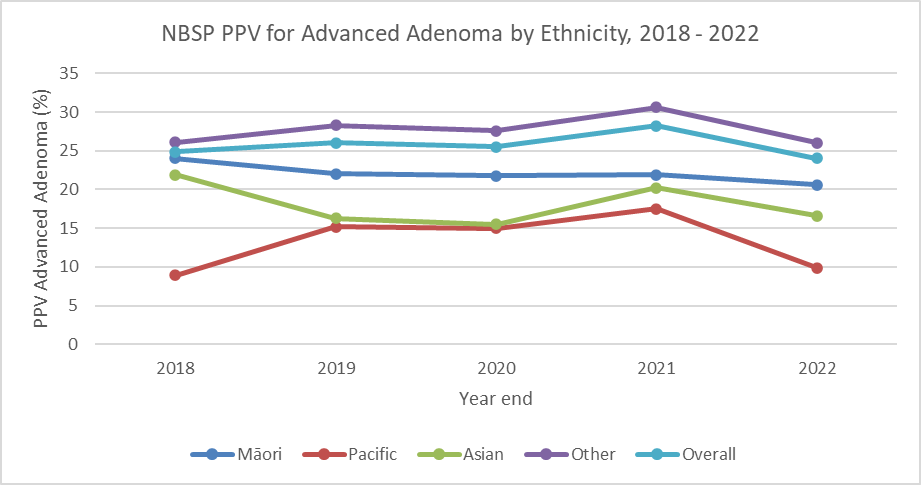 NBSP PPV for Advanced Adenoma by Ethnicity, 2018 - 2022
PPV Advanced Adenoma (%)
35
30
25
20
15
10
5
0
2018 2019 2020 2021 2022
Year end
Māori Pacific Asian Other Overall